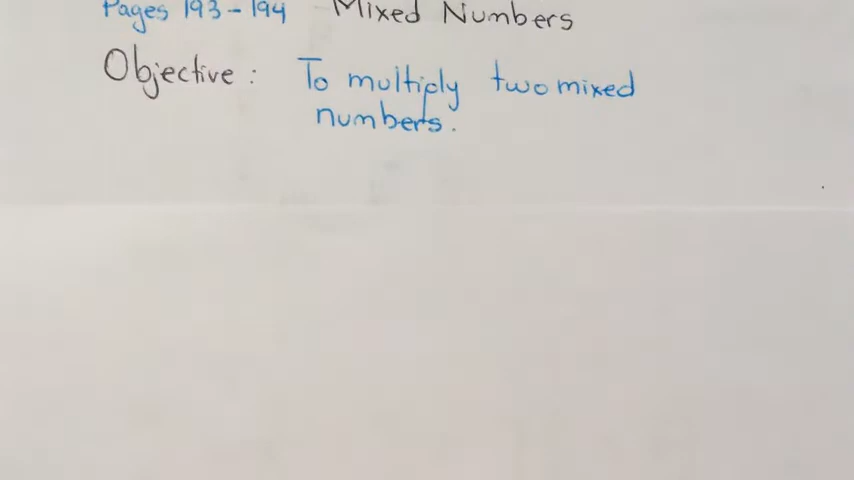 Pages 193-194 Mixed Numbers
Objective: To multiply two mixed
numbers.